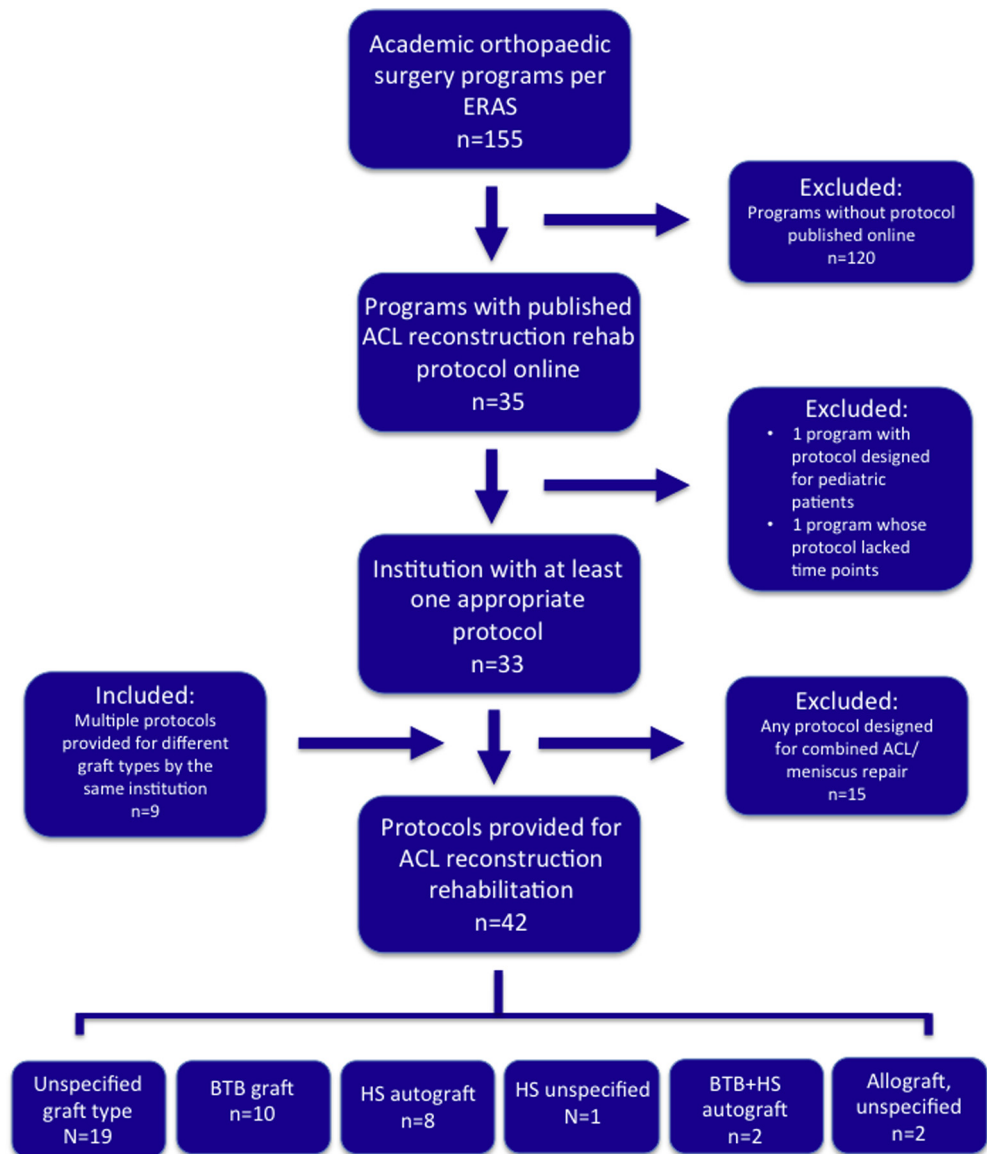 Academic orthopaedic
surgery programs per
ERAS
n=155
Excluded:
Programs without protocol
published online
n=120
Programs with published
ACL reconstruction rehab
protocol online
n=35
Excluded:
• 1 program with
protocol designed
for pediatric
patients
• 1 program whose
protocol lacked
time points
Institution with at least
one appropriate
protocol
n=33
Included:
Multiple protocols
provided for different
graft types by the
same institution
n=9
Excluded:
Any protocol designed
for combined ACL/
meniscus repair
n=15
Protocols provided for
ACL reconstruction
rehabilitation
n=42
Unspecified
graft type
N=19
BTB graft
n=10
HS autograft
n=8
HS unspecified
N=1
BTB+HS
autograft
n=2
Allograft,
unspecified
n=2